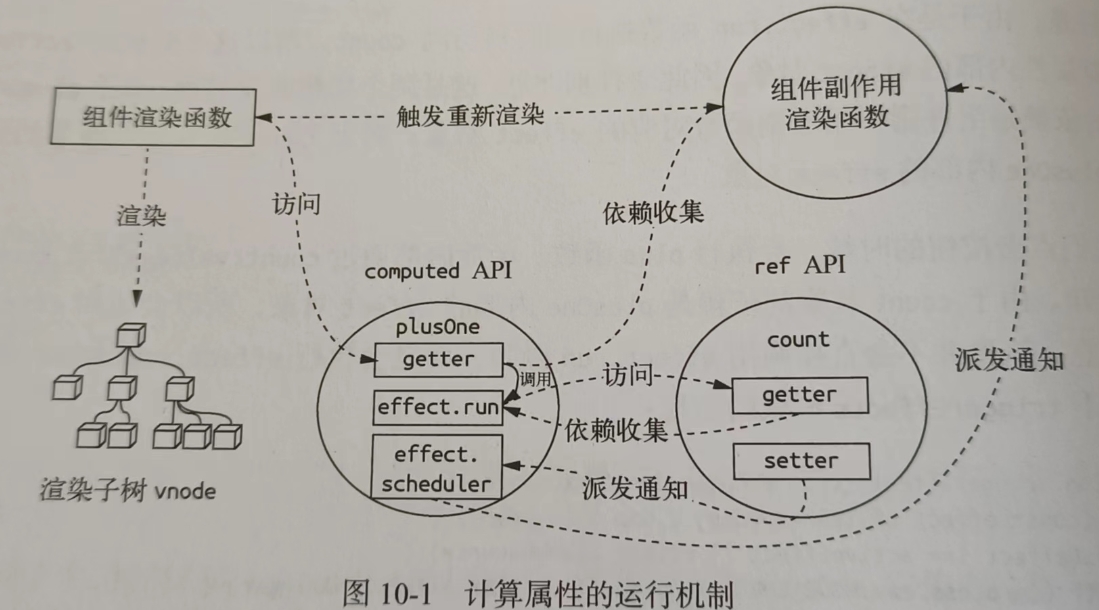 组件副作用
渲染函数
组件渲染函数
触发重新渲染
渲染
访问
依赖收集
computed API
ref API
plusOne
getter
调用
effect.run
effect.
scheduler
访问
依赖收集
派发通知
count
getter
setter
派发通知
渲染子树 vnode
图 10-1 计算属性的运行机制